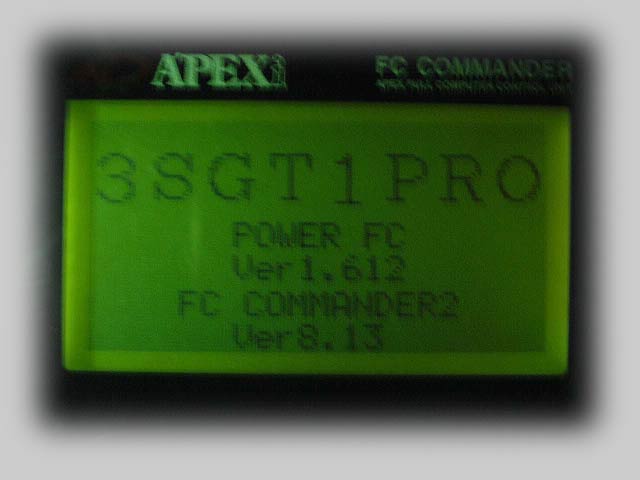 APEXi FC COMMANDER
3SGT1PRO
POWER FC
Ver1.612
FC COMMANDER2
Ver8.13